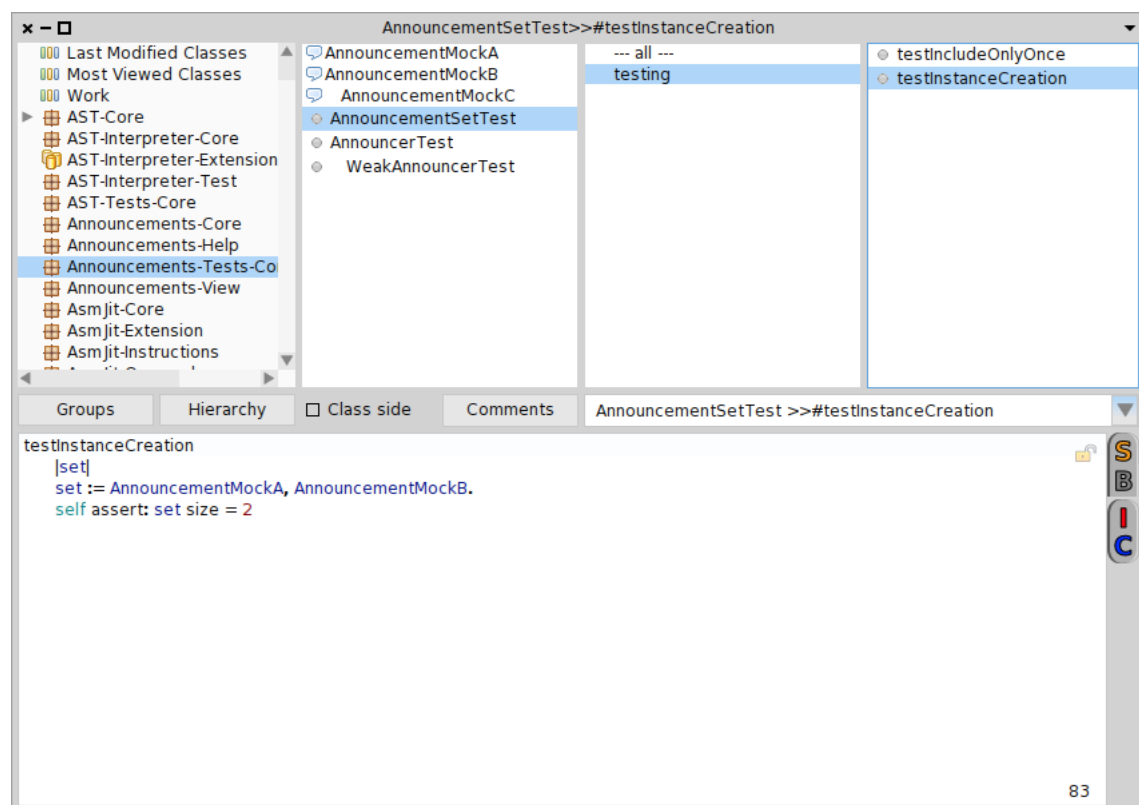 AnnouncementSetTest>>#testInstanceCreation
Last Modified Classes
Most Viewed Classes
Work
AST-Core
AST-Interpreter-Core
AST-Interpreter-Extension
AST-Interpreter-Test
AST-Tests-Core
Announcements-Core
Announcements-Help
Announcements-Tests-Co
Announcements-View
AsmJit-Core
AsmJit-Extension
AsmJit-Instructions
AnnouncementMockA
AnnouncementMockB
AnnouncementMockC
AnnouncementSetTest
AnnouncerTest
WeakAnnouncerTest
--- all ---
testing
testIncludeOnlyOnce
testInstanceCreation
Groups
Hierarchy
Class side
Comments
AnnouncementSetTest >>#testInstanceCreation
testInstanceCreation
|set|
set := AnnouncementMockA, AnnouncementMockB.
self assert: set size = 2
S
B
I
C
83